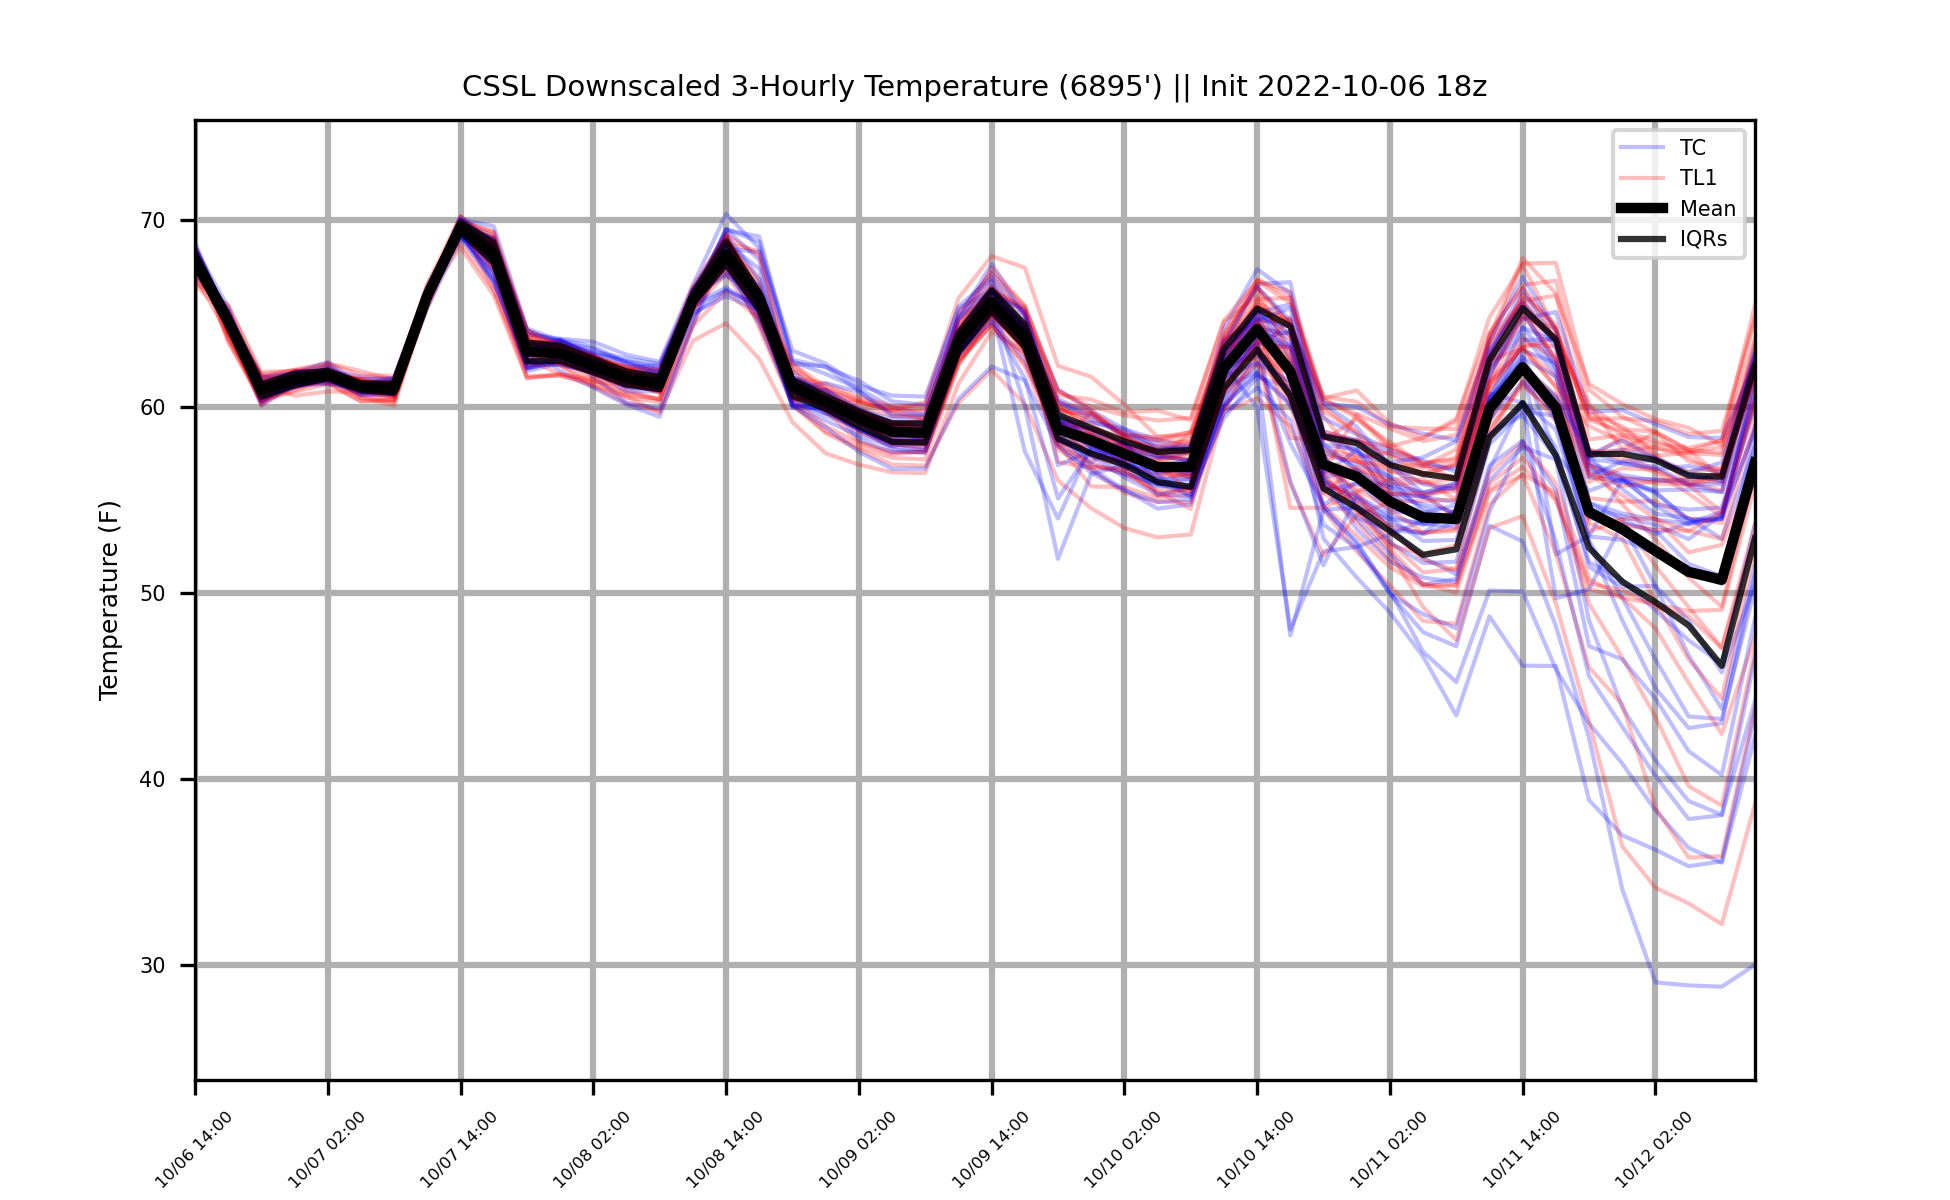 CSSL Downscaled 3-Hourly Temperature (6895') || Init 2022-10-06 18z
TC
TL1
Mean
IQRs
Temperature (F)
70
60
50
40
30
10/06 14:00
10/07 02:00
10/07 14:00
10/08 02:00
10/08 14:00
10/09 02:00
10/09 14:00
10/10 02:00
10/10 14:00
10/11 02:00
10/11 14:00
10/12 02:00